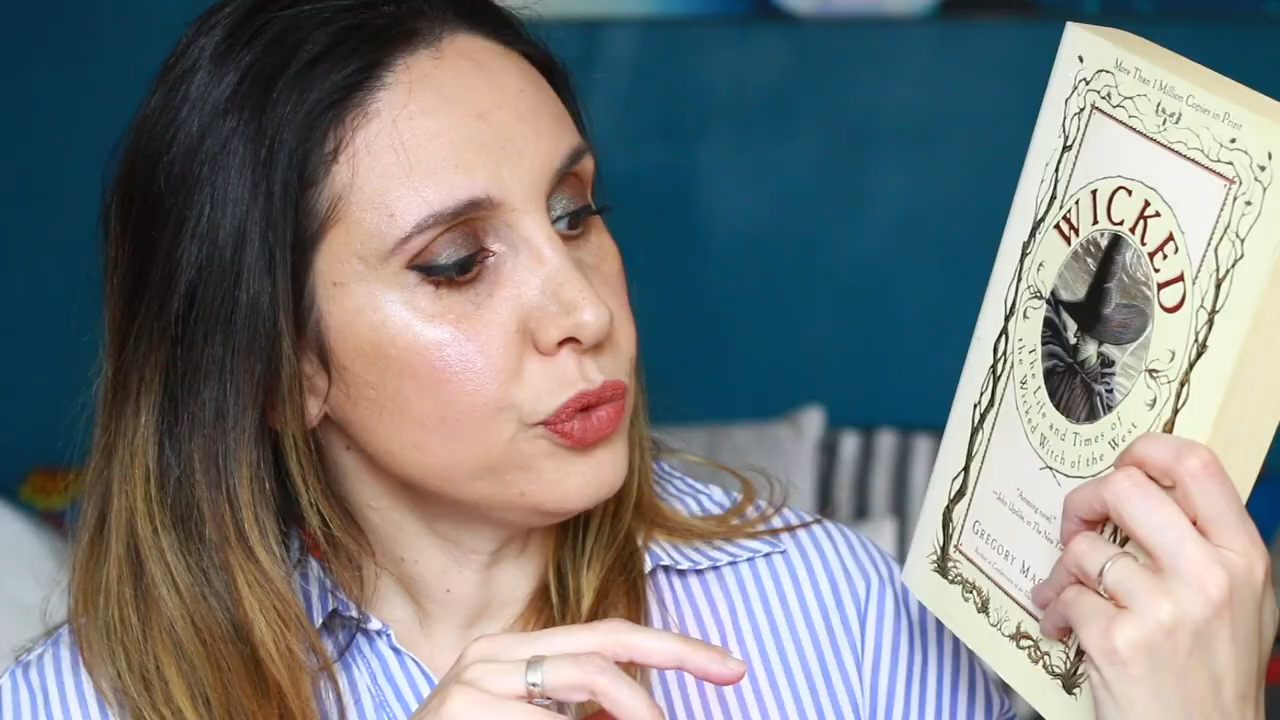 More Than 1 Million Copies in Print
WICKED
The Life and Times of
the Wicked Witch of the West
"Amazing novel."
—John Updike, in The New
GREGORY